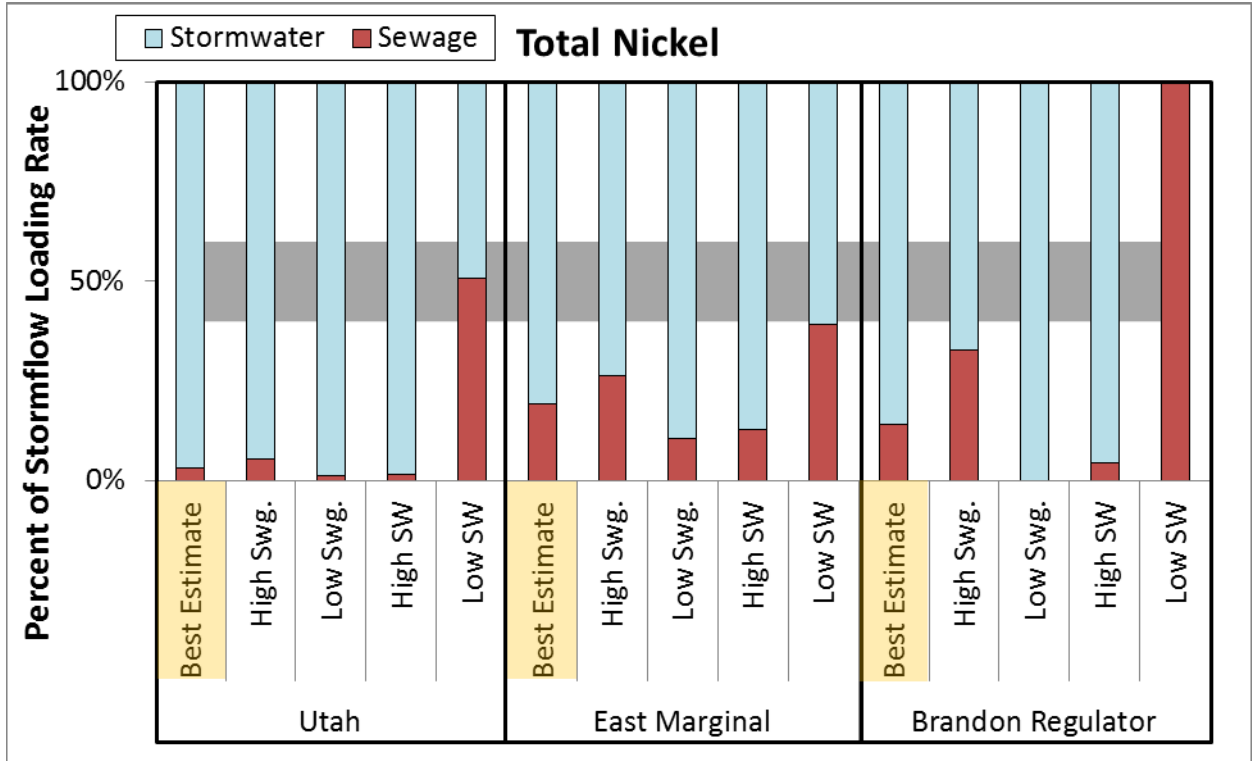 Stormwater Sewage
Total Nickel
Percent of Stormflow Loading Rate
100%
50%
0%
Best Estimate
High Swg.
Low Swg.
High SW
Low SW
Best Estimate
High Swg.
Low Swg.
High SW
Low SW
Best Estimate
High Swg.
Low Swg.
High SW
Low SW
Utah
East Marginal
Brandon Regulator